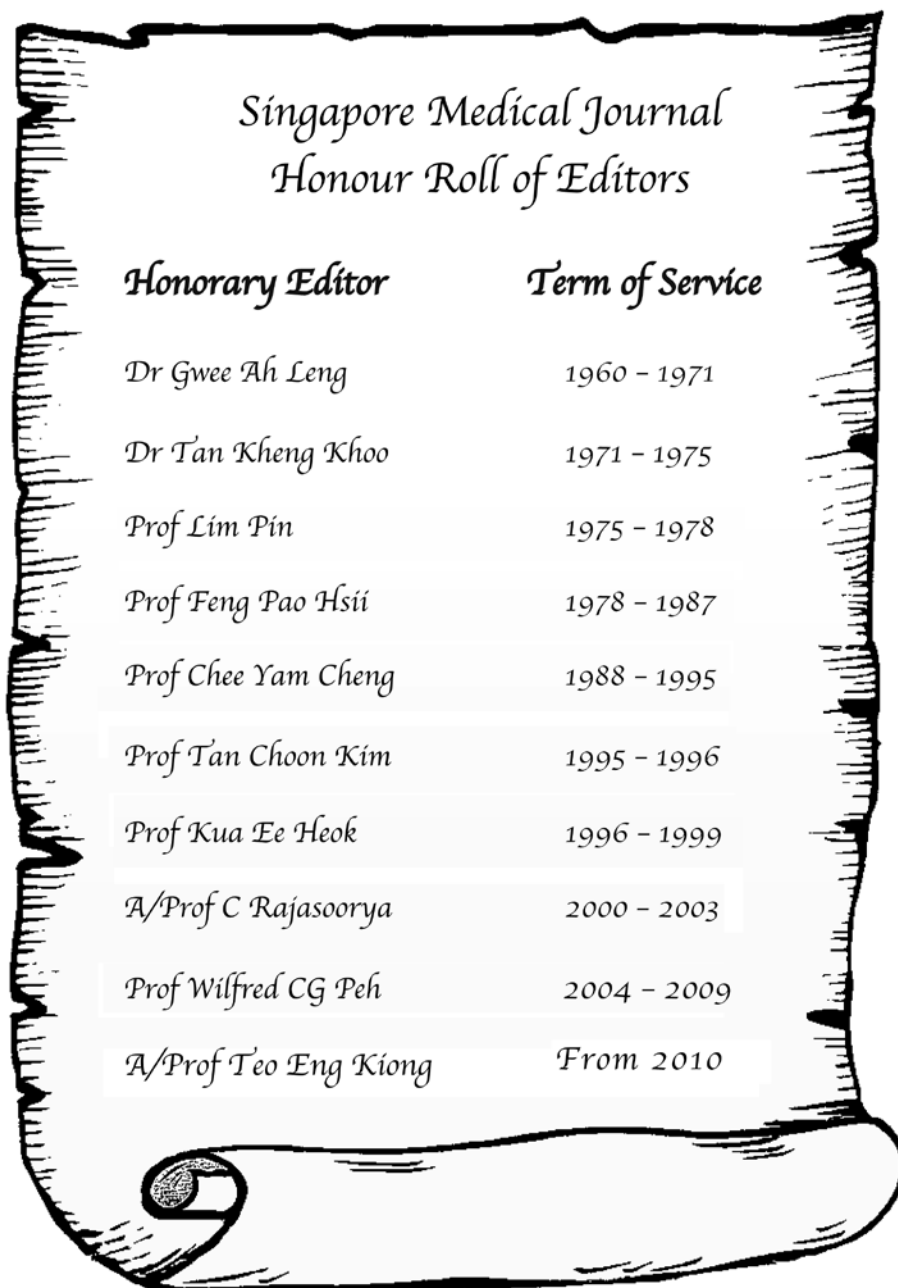 Singapore Medical Journal
Honour Roll of Editors
Honorary Editor Term of Service
Dr Gwee Ah Leng 1960 – 1971
Dr Tan Kheng Khoo 1971 – 1975
Prof Lim Pin 1975 – 1978
Prof Feng Pao Hsii 1978 – 1987
Prof Chee Yam Cheng 1988 – 1995
Prof Tan Choon Kim 1995 – 1996
Prof Kua Ee Heok 1996 – 1999
A/Prof C Rajasoorya 2000 – 2003
Prof Wilfred CG Peh 2004 – 2009
A/Prof Teo Eng Kiong From 2010